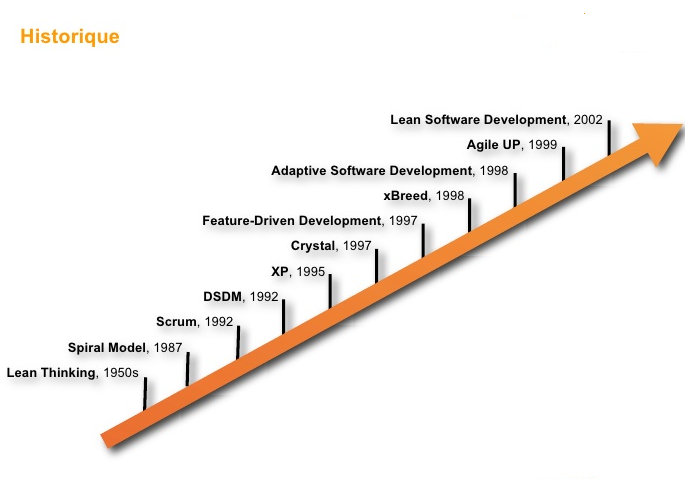 Historique
Lean Software Development, 2002
Agile UP, 1999
Adaptive Software Development, 1998
xBreed, 1998
Feature-Driven Development, 1997
Crystal, 1997
XP, 1995
DSDM, 1992
Scrum, 1992
Spiral Model, 1987
Lean Thinking, 1950s